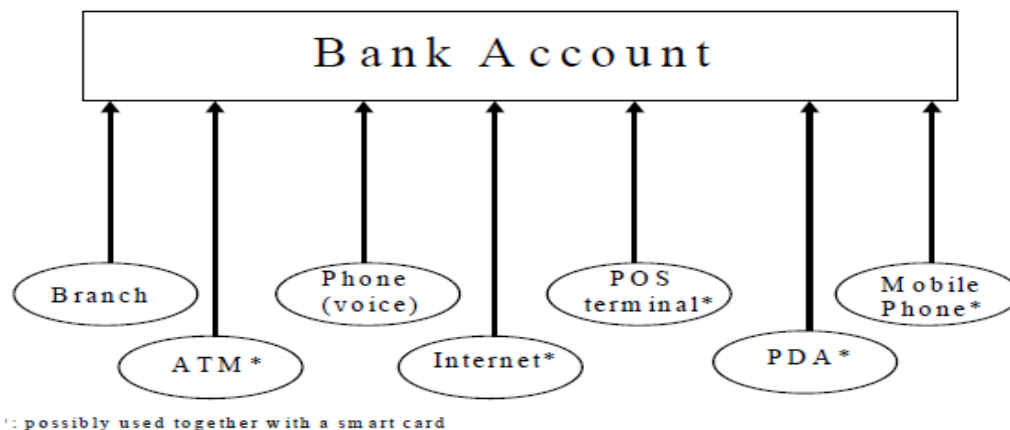 Bank Account
Branch
ATM*
Phone
(voice)
Internet*
POS
terminal*
PDA*
Mobile
Phone*
*: possibly used together with a smart card